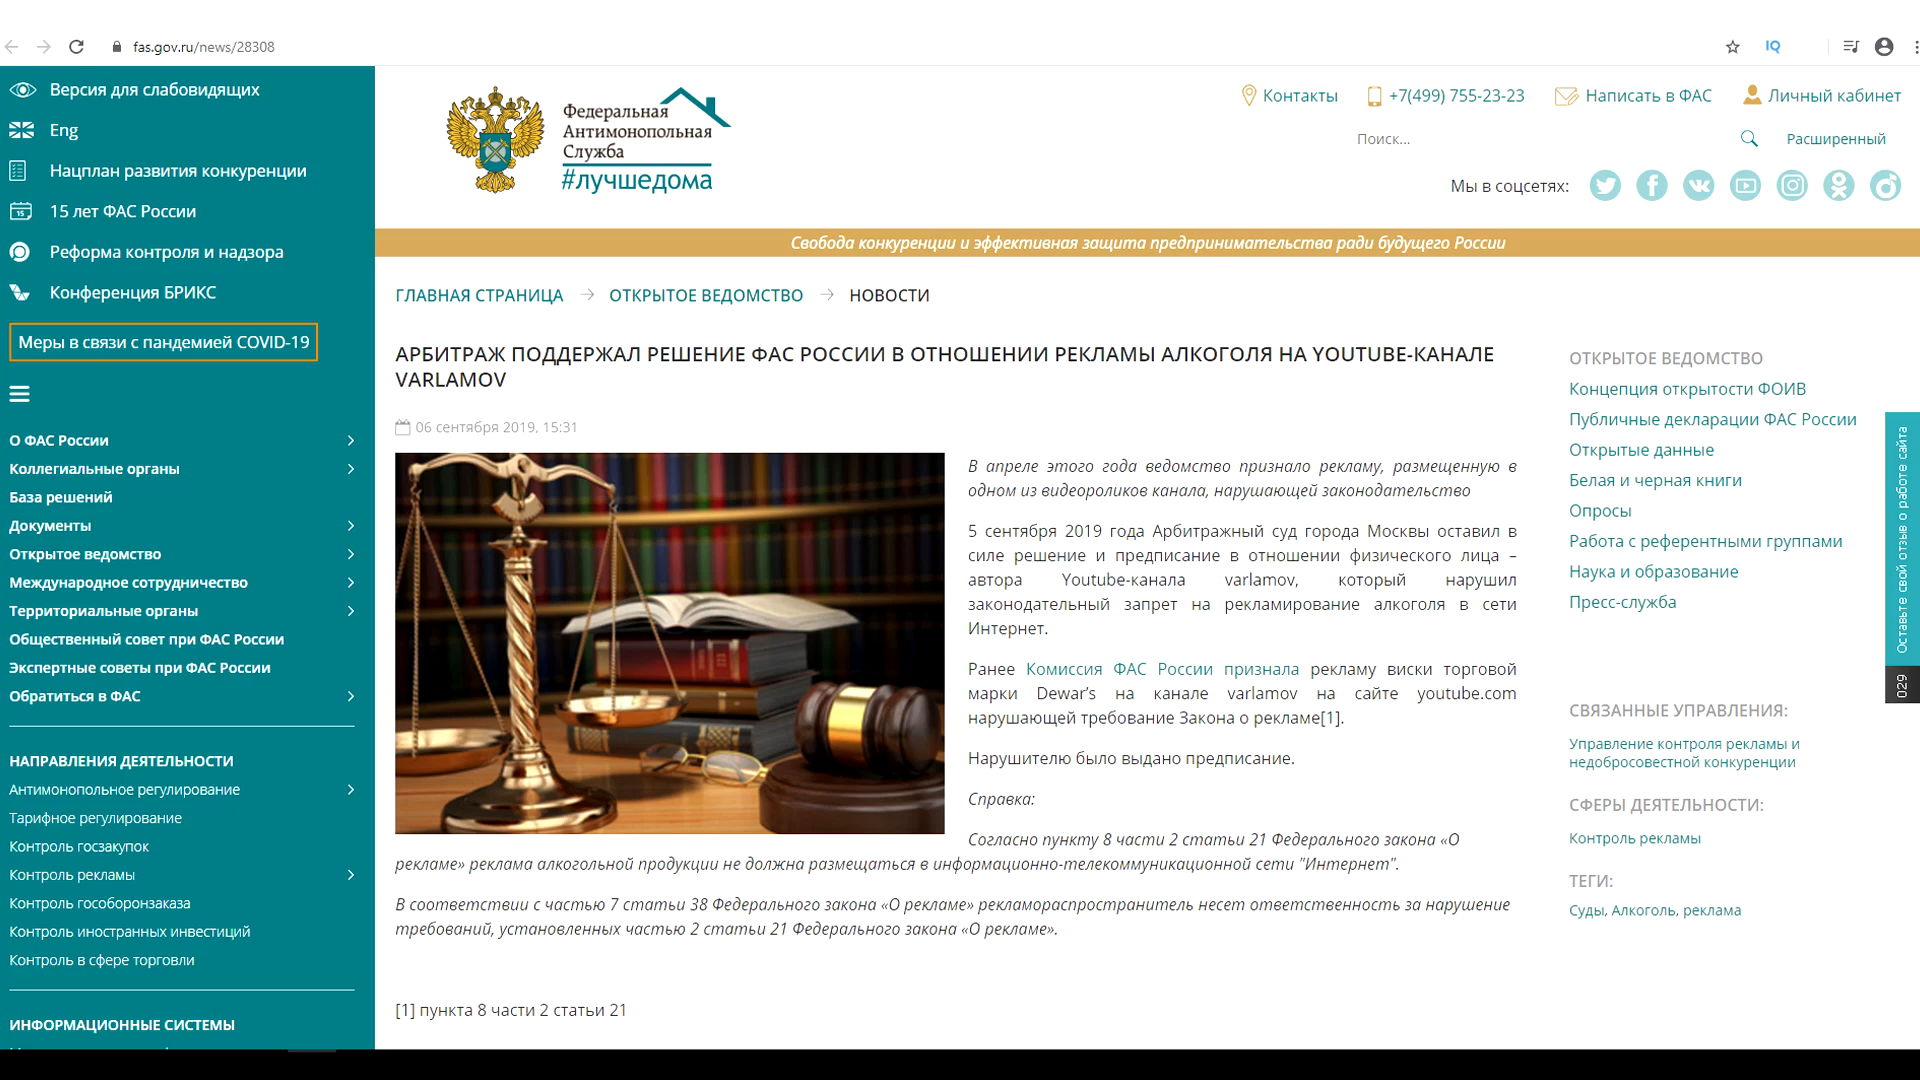 fas.gov.ru/news/28308
IQ
Версия для слабовидящих
Eng
Нацплан развития конкуренции
15 лет ФАС России
Реформа контроля и надзора
Конференция БРИКС
Меры в связи с пандемией COVID-19
О ФАС России
Коллегиальные органы
База решений
Документы
Открытое ведомство
Международное сотрудничество
Территориальные органы
Общественный совет при ФАС России
Экспертные советы при ФАС России
Обратиться в ФАС
НАПРАВЛЕНИЯ ДЕЯТЕЛЬНОСТИ
Антимонопольное регулирование
Тарифное регулирование
Контроль госзакупок
Контроль рекламы
Контроль гособоронзаказа
Контроль иностранных инвестиций
Контроль в сфере торговли
ИНФОРМАЦИОННЫЕ СИСТЕМЫ
Федеральная
Антимонопольная
Служба
#лучшедома
Контакты
+7(499) 755-23-23
Написать в ФАС
Личный кабинет
Поиск...
Расширенный
Мы в соцсетях:
Свобода конкуренции и эффективная защита предпринимательства ради будущего России
ГЛАВНАЯ СТРАНИЦА → ОТКРЫТОЕ ВЕДОМСТВО → НОВОСТИ
АРБИТРАЖ ПОДДЕРЖАЛ РЕШЕНИЕ ФАС РОССИИ В ОТНОШЕНИИ РЕКЛАМЫ АЛКОГОЛЯ НА YOUTUBE-КАНАЛЕ
VARLAMOV
06 сентября 2019, 15:31
В апреле этого года ведомство признало рекламу, размещенную в
одном из видеороликов канала, нарушающей законодательство
5 сентября 2019 года Арбитражный суд города Москвы оставил в
силе решение и предписание в отношении физического лица –
автора Youtube-канала varlamov, который нарушил
законодательный запрет на рекламирование алкоголя в сети
Интернет.
Ранее Комиссия ФАС России признала рекламу виски торговой
марки Dewar’s на канале varlamov на сайте youtube.com
нарушающей требование Закона о рекламе[1].
Нарушителю было выдано предписание.
Справка:
Согласно пункту 8 части 2 статьи 21 Федерального закона «О
рекламе» реклама алкогольной продукции не должна размещаться в информационно-телекоммуникационной сети "Интернет".
В соответствии с частью 7 статьи 38 Федерального закона «О рекламе» рекламораспространитель несет ответственность за нарушение
требований, установленных частью 2 статьи 21 Федерального закона «О рекламе».
[1] пункта 8 части 2 статьи 21
ОТКРЫТОЕ ВЕДОМСТВО
Концепция открытости ФОИВ
Публичные декларации ФАС России
Открытые данные
Белая и черная книги
Опросы
Работа с референтными группами
Наука и образование
Пресс-служба
СВЯЗАННЫЕ УПРАВЛЕНИЯ:
Управление контроля рекламы и
недобросовестной конкуренции
СФЕРЫ ДЕЯТЕЛЬНОСТИ:
Контроль рекламы
ТЕГИ:
Суды, Алкоголь, реклама
Оставьте свой отзыв о работе сайта
029